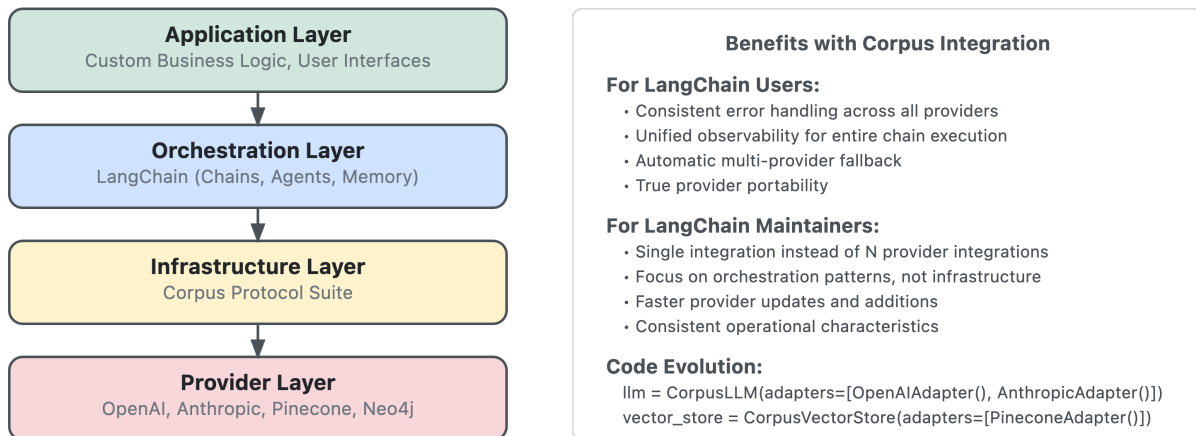 Application Layer
Custom Business Logic, User Interfaces
Orchestration Layer
LangChain (Chains, Agents, Memory)
Infrastructure Layer
Corpus Protocol Suite
Provider Layer
OpenAI, Anthropic, Pinecone, Neo4j
Benefits with Corpus Integration
For LangChain Users:
• Consistent error handling across all providers
• Unified observability for entire chain execution
• Automatic multi-provider fallback
• True provider portability
For LangChain Maintainers:
• Single integration instead of N provider integrations
• Focus on orchestration patterns, not infrastructure
• Faster provider updates and additions
• Consistent operational characteristics
Code Evolution:
llm = CorpusLLM(adapters=[OpenAIAdapter(), AnthropicAdapter()])
vector_store = CorpusVectorStore(adapters=[PineconeAdapter()])